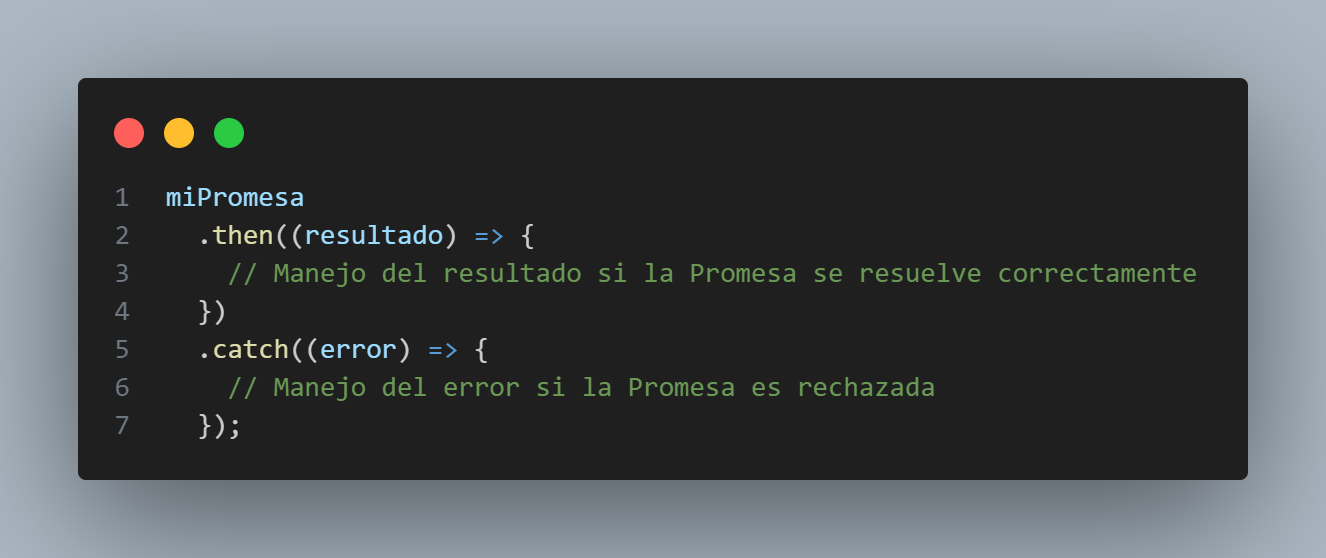 1 miPromesa
2   .then((resultado) => {
3     // Manejo del resultado si la Promesa se resuelve correctamente
4   })
5   .catch((error) => {
6     // Manejo del error si la Promesa es rechazada
7   });